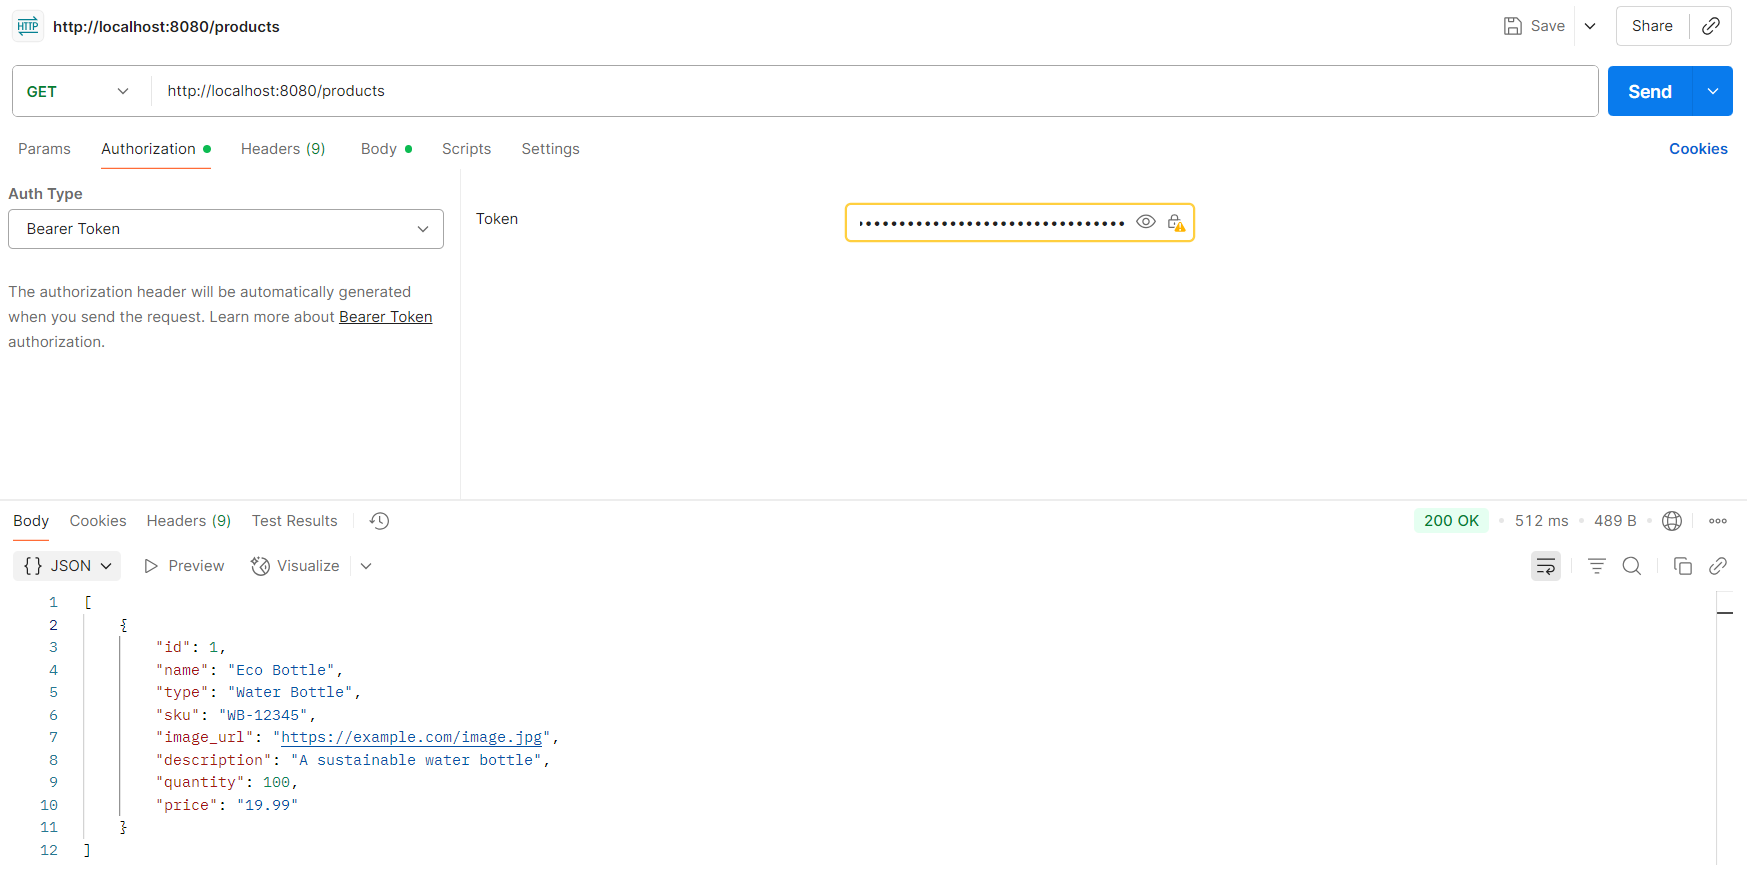 HTTP http://localhost:8080/products Save Share
GET http://localhost:8080/products Send
Params Authorization Headers (9) Body Scripts Settings Cookies
Auth Type
Bearer Token
Token •••••••••••••••••••••••••••••••••
The authorization header will be automatically generated
when you send the request. Learn more about Bearer Token
authorization.
Body Cookies Headers (9) Test Results 200 OK • 512 ms • 489 B •
{} JSON Preview Visualize
1 [
2 {
3 "id": 1,
4 "name": "Eco Bottle",
5 "type": "Water Bottle",
6 "sku": "WB-12345",
7 "image_url": "https://example.com/image.jpg",
8 "description": "A sustainable water bottle",
9 "quantity": 100,
10 "price": "19.99"
11 }
12 ]